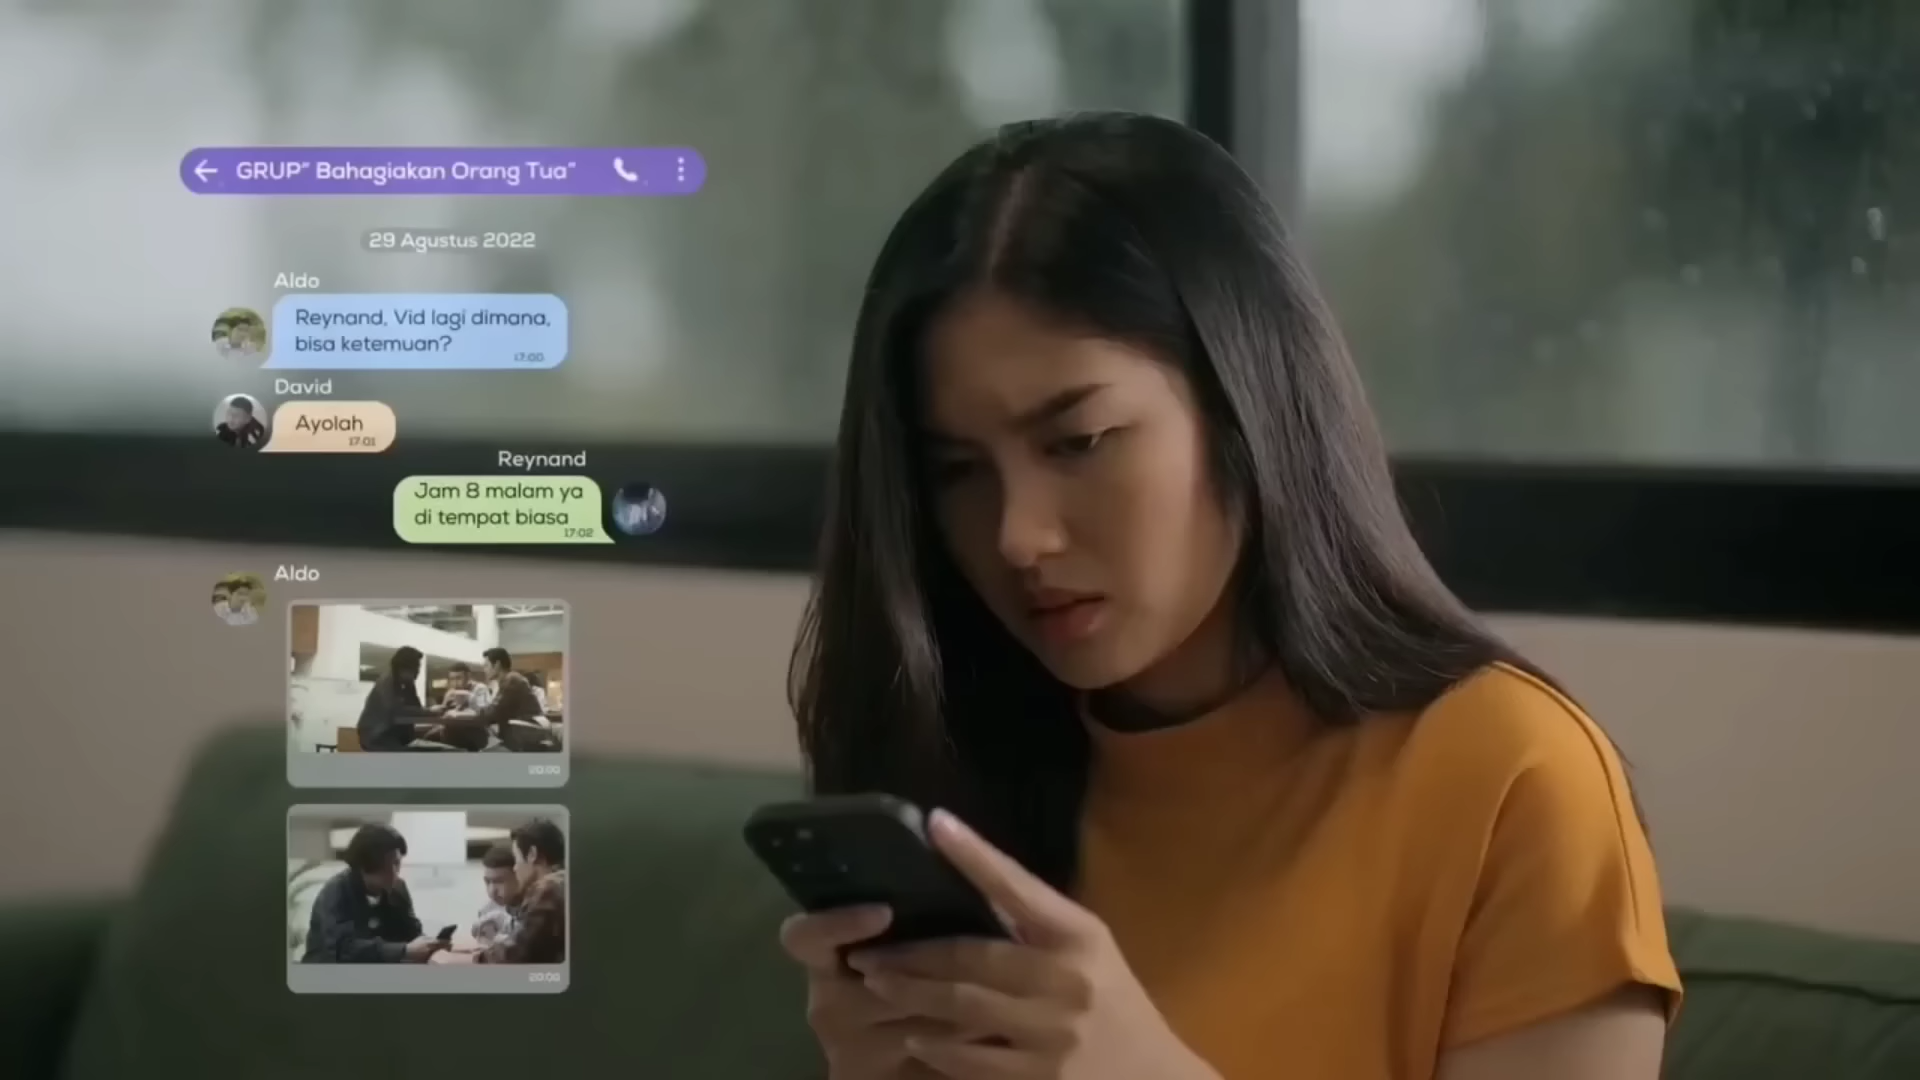 GRUP" Bahagiakan Orang Tua"
29 Agustus 2022
Aldo
Reynand, Vid lagi dimana,
bisa ketemuan?
17:00
David
Ayolah
17:01
Reynand
Jam 8 malam ya
di tempat biasa
17:02
Aldo
20:00
20:00